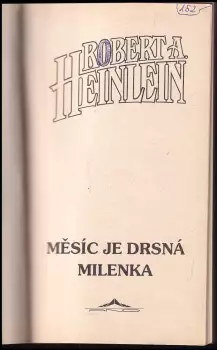 152,-
ROBERT A.
HEINLEIN
MĚSÍC JE DRSNÁ
MILENKA